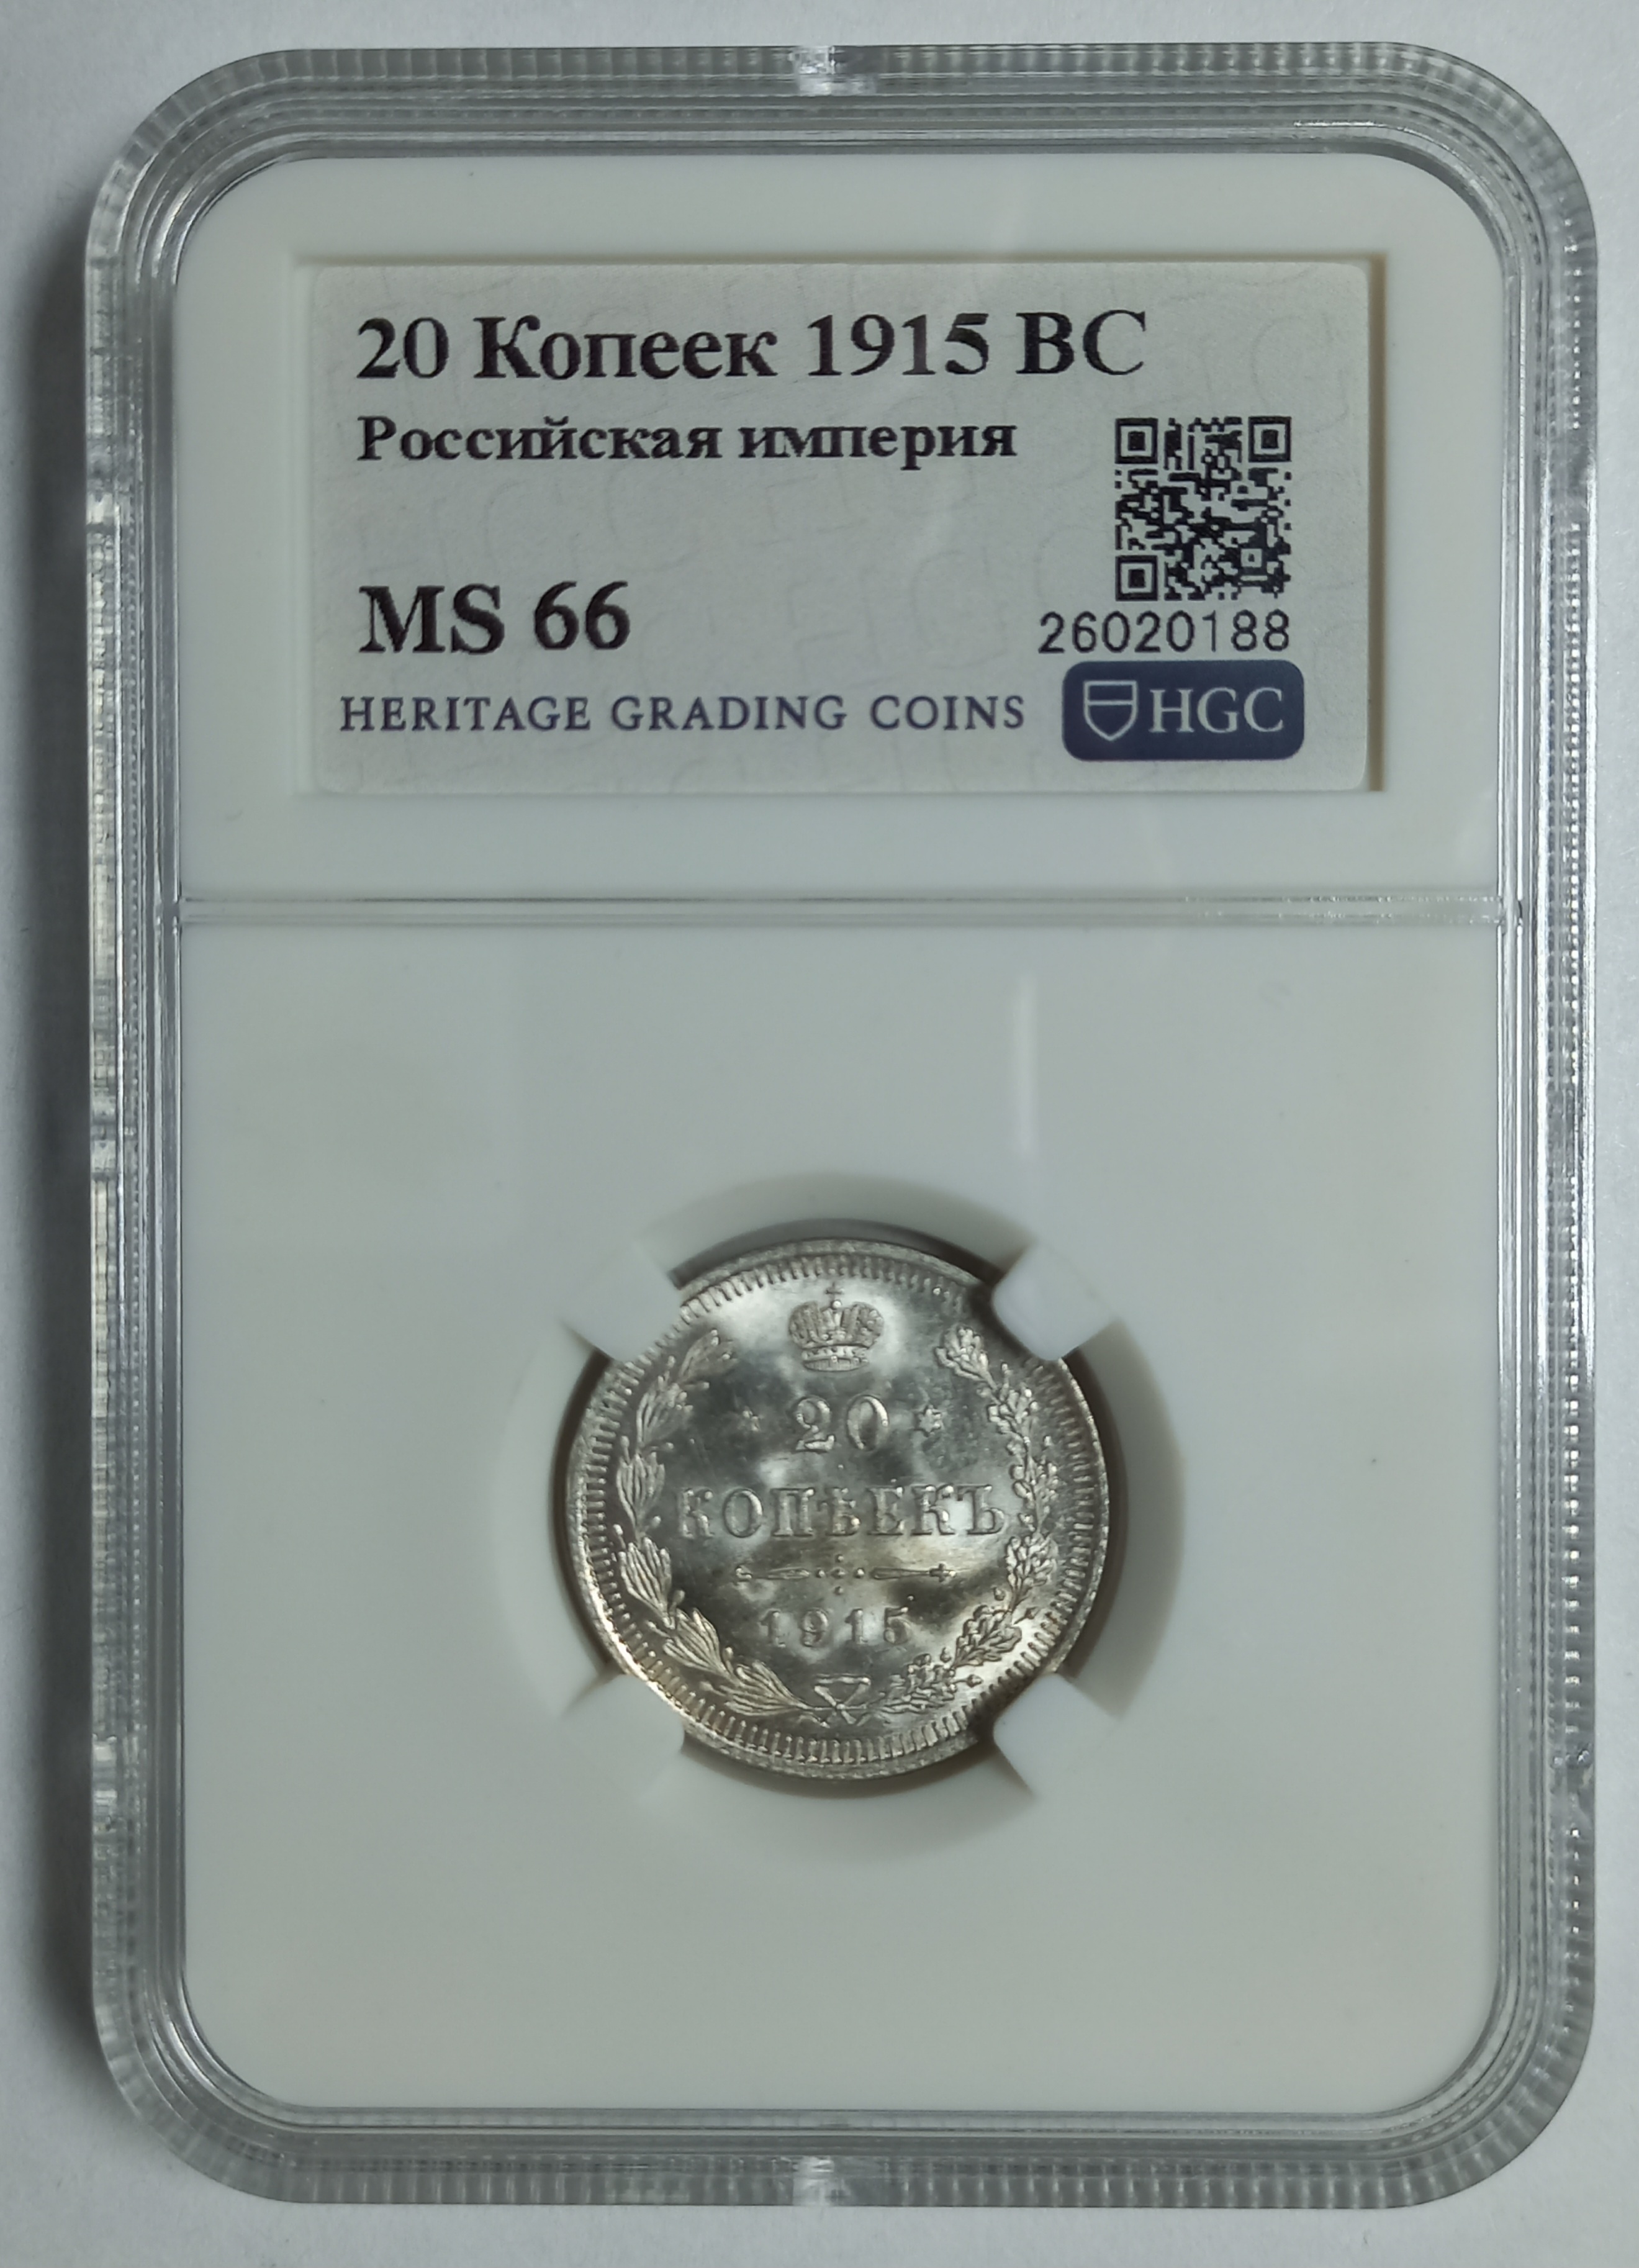 20 Копеек 1915 ВС
Российская империя
MS 66
26020188
HERITAGE GRADING COINS HGC
20
КОПѢЕКЪ
1915